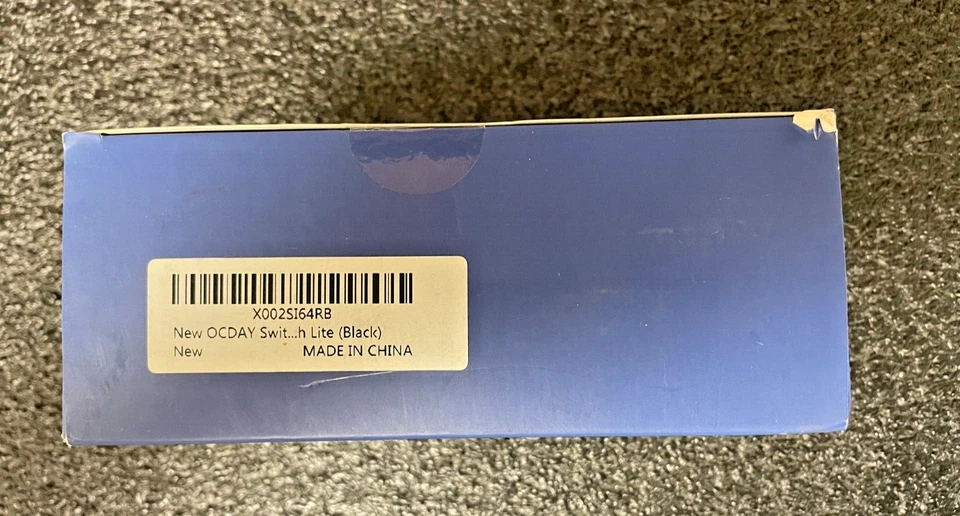 X002SI64RB
New OCDAY Swit...h Lite (Black)
New MADE IN CHINA